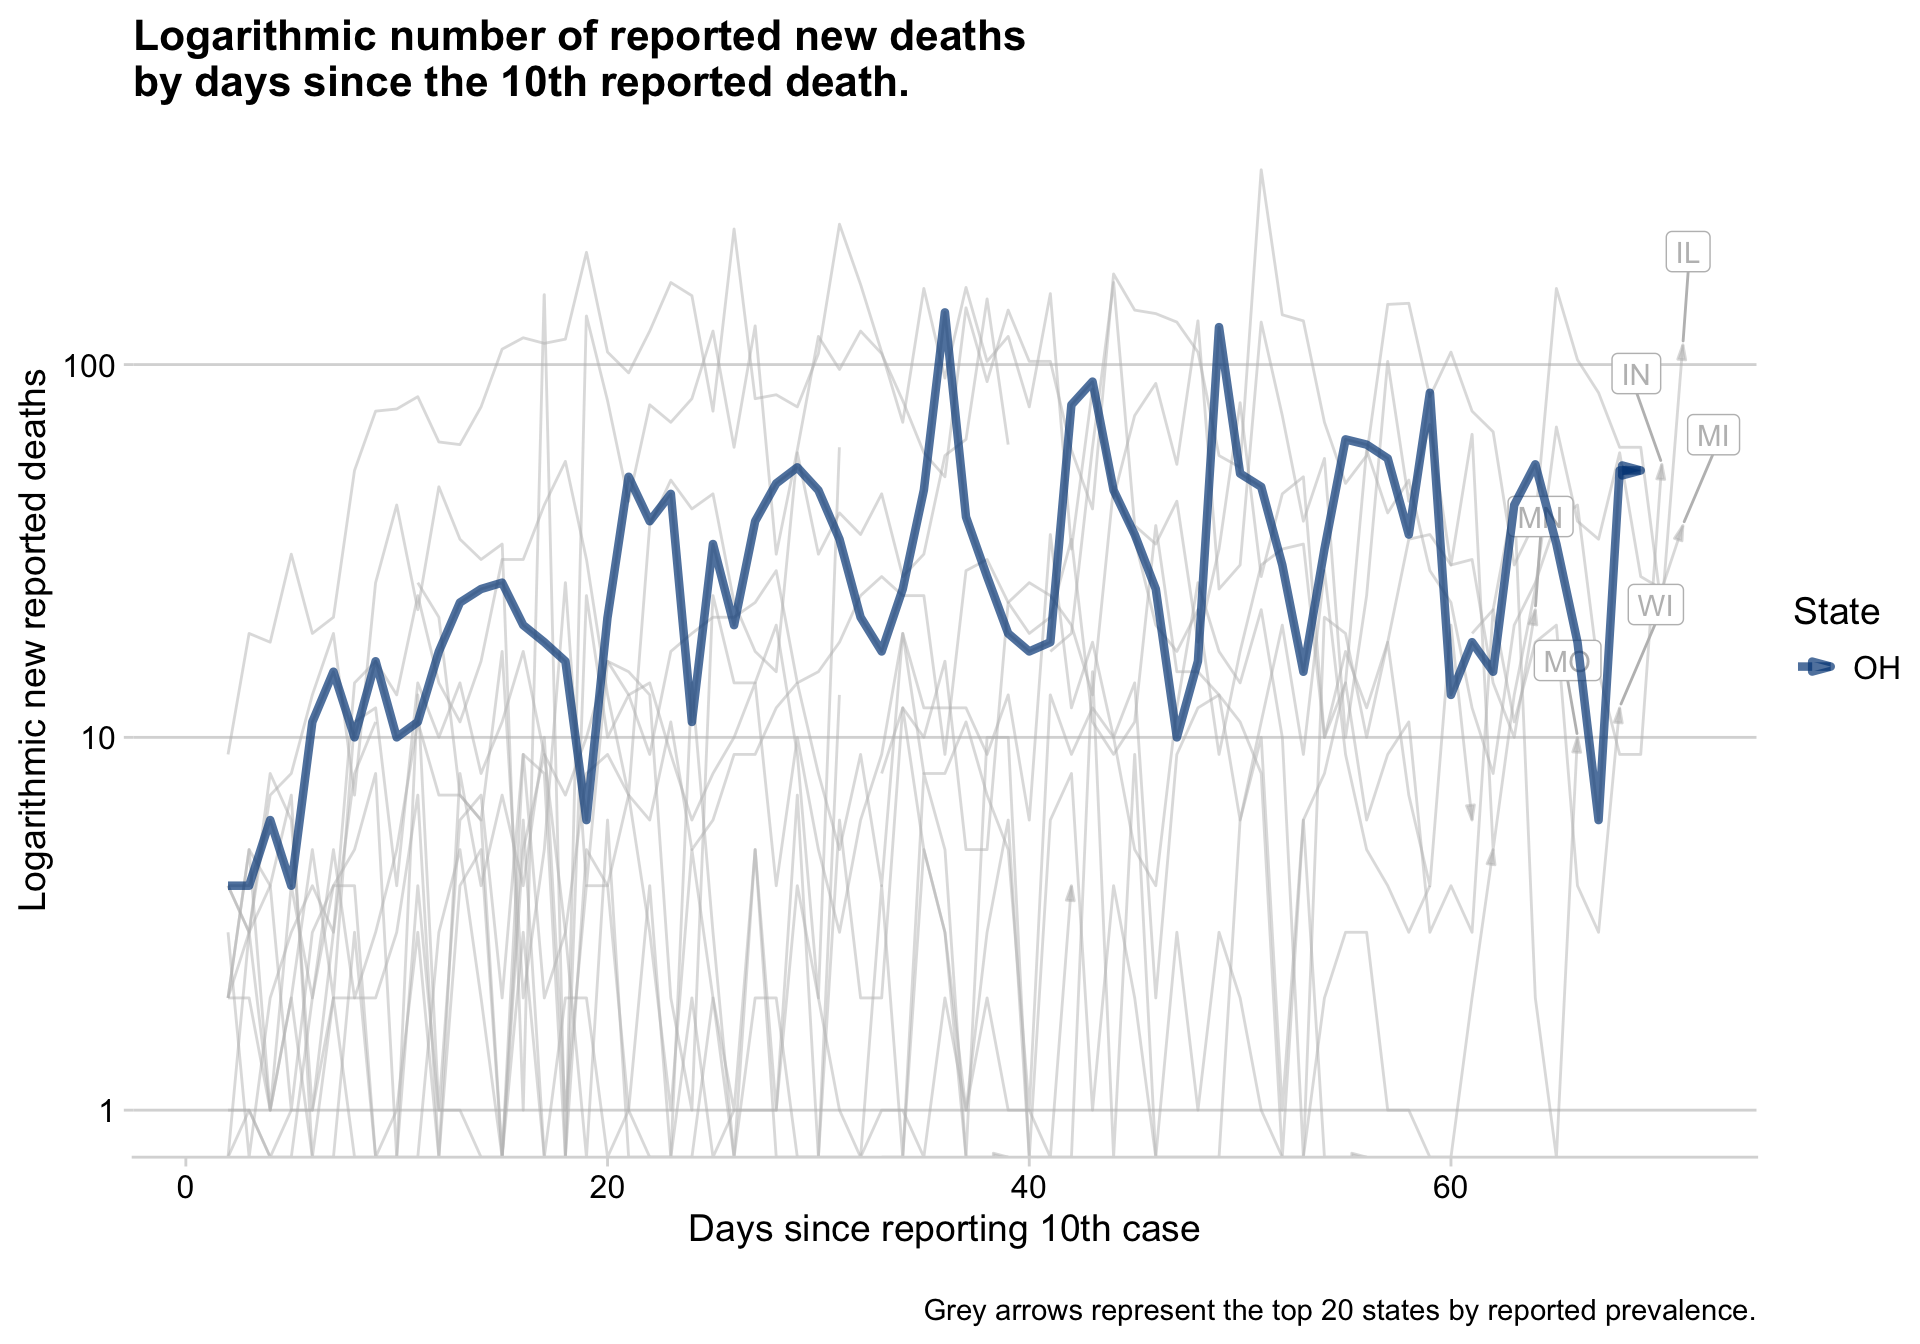 Logarithmic number of reported new deaths
by days since the 10th reported death.
Logarithmic new reported deaths
100
10
1
0
20
40
60
Days since reporting 10th case
IL
IN
MI
MN
WI
MO
State
OH
Grey arrows represent the top 20 states by reported prevalence.